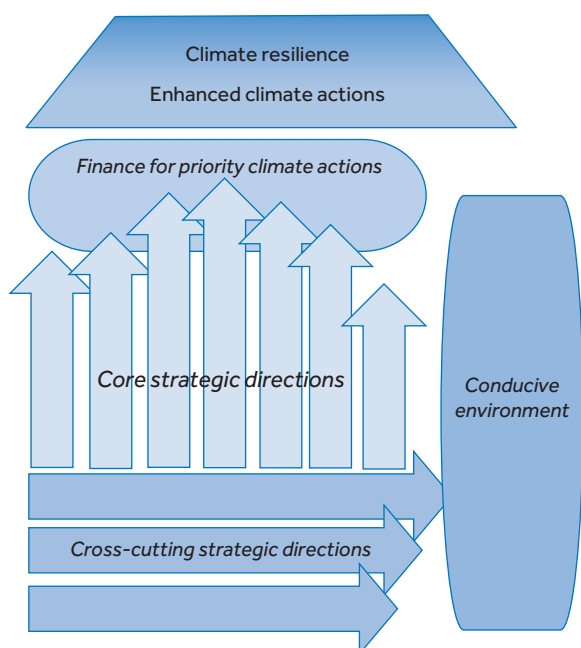 Climate resilience
Enhanced climate actions
Finance for priority climate actions
Core strategic directions
Conducive
environment
Cross-cutting strategic directions